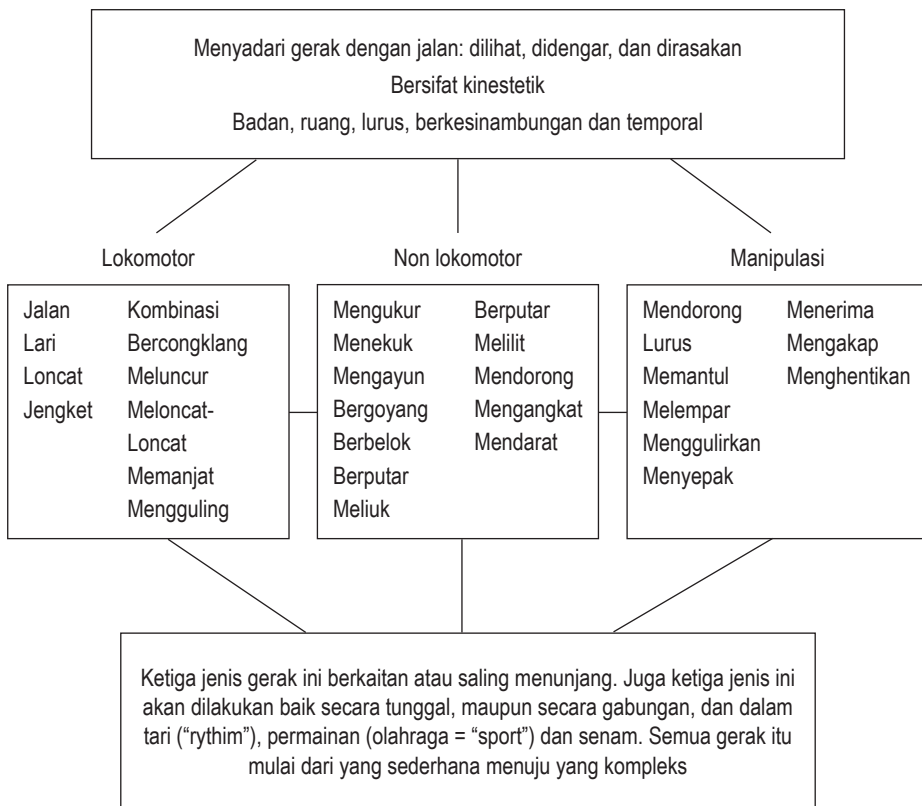 Menyadari gerak dengan jalan: dilihat, didengar, dan dirasakan
Bersifat kinestetik
Badan, ruang, lurus, berkesinambungan dan temporal
Lokomotor
Jalan
Lari
Loncat
Jengket
Kombinasi
Bercongklang
Meluncur
Meloncat-
Loncat
Memanjat
Mengguling
Non lokomotor
Mengukur
Menekuk
Mengayun
Bergoyang
Berbelok
Berputar
Meliuk
Berputar
Melilit
Mendorong
Mengangkat
Mendarat
Manipulasi
Mendorong
Lurus
Memantul
Melempar
Menggulirkan
Menyepak
Menerima
Mengakap
Menghentikan
Ketiga jenis gerak ini berkaitan atau saling menunjang. Juga ketiga jenis ini
akan dilakukan baik secara tunggal, maupun secara gabungan, dan dalam
tari (“rythim”), permainan (olahraga = “sport”) dan senam. Semua gerak itu
mulai dari yang sederhana menuju yang kompleks